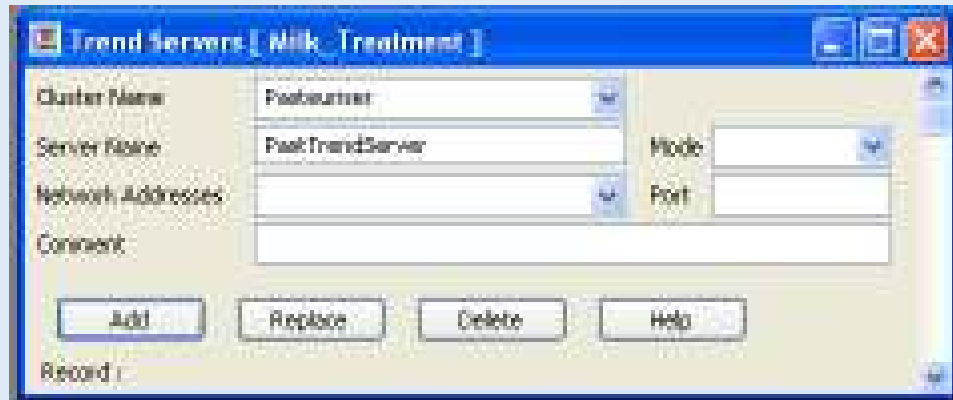 Trend Servers [ Milk_Treatment ]
Cluster Name Pasteuriser
Server Name PastTrendServer Mode
Network Addresses Port
Comment
Add Replace Delete Help
Record :